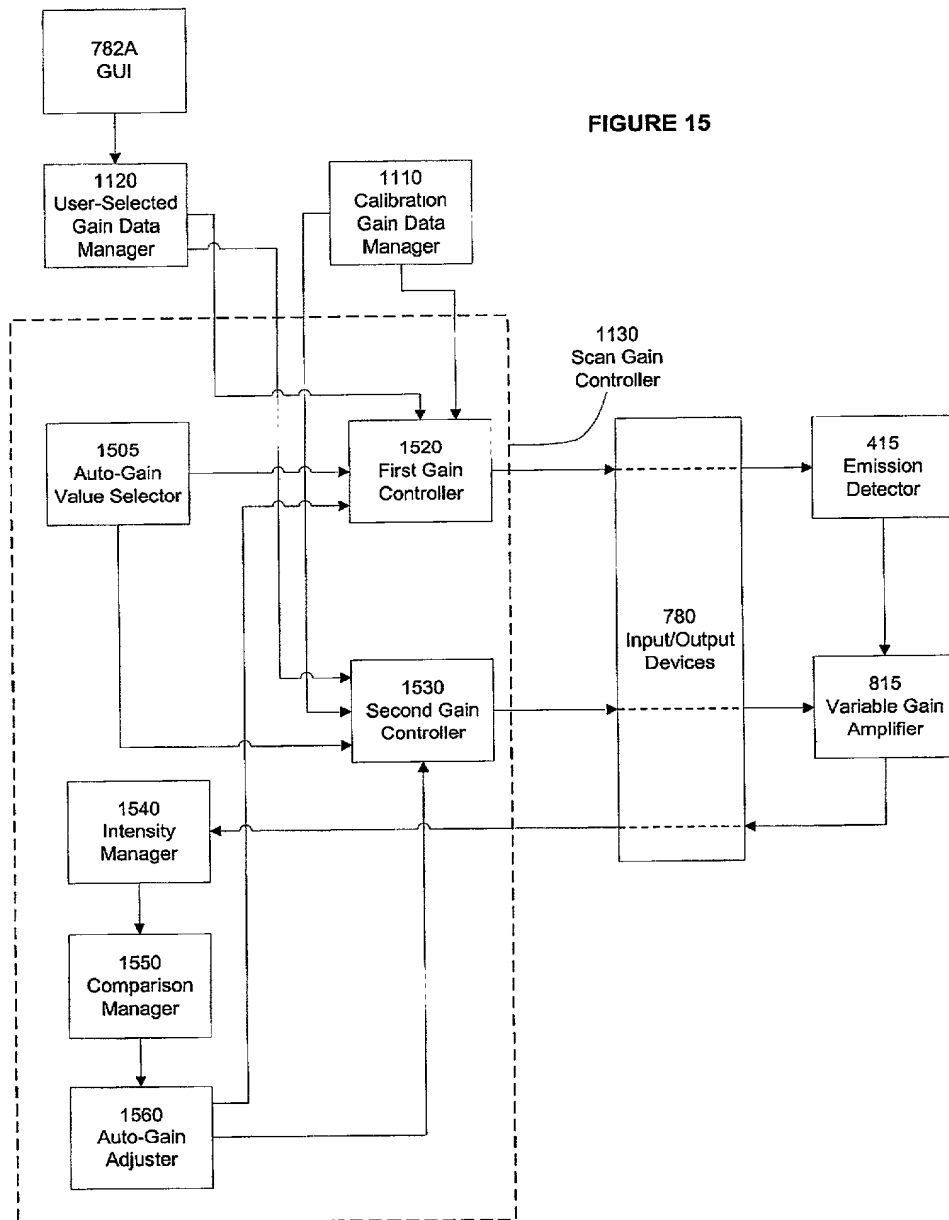 782A
GUI
FIGURE 15
1120
User-Selected
Gain Data
Manager
1110
Calibration
Gain Data
Manager
1130
Scan Gain
Controller
1505
Auto-Gain
Value Selector
1520
First Gain
Controller
415
Emission
Detector
780
Input/Output
Devices
1530
Second Gain
Controller
815
Variable Gain
Amplifier
1540
Intensity
Manager
1550
Comparison
Manager
1560
Auto-Gain
Adjuster